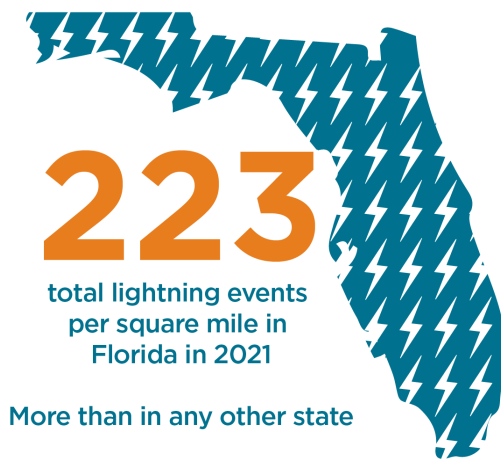 223
total lightning events
per square mile in
Florida in 2021
More than in any other state